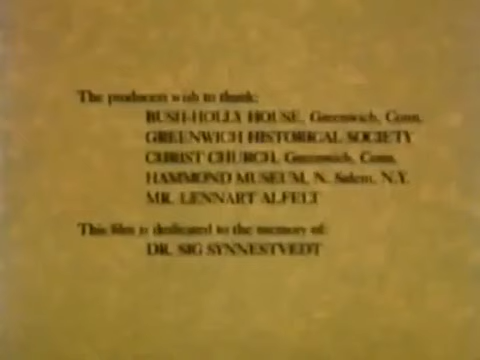 The producers wish to thank:
BUSH-HOLLY HOUSE, Greenwich, Conn.
GREENWICH HISTORICAL SOCIETY
CHRIST CHURCH, Greenwich, Conn.
HAMMOND MUSEUM, N. Salem, N.Y.
MR. LENNART ALFELT
This film is dedicated to the memory of:
DR. SIG SYNNESTVEDT